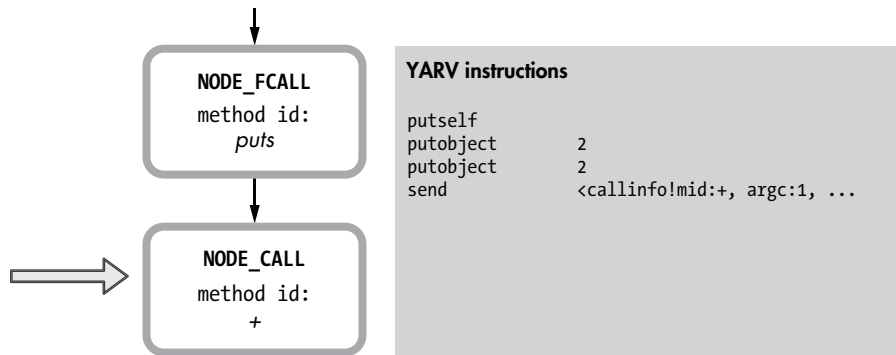 NODE_FCALL
method id:
puts
NODE_CALL
method id:
+
YARV instructions
putself
putobject 2
putobject 2
send <callinfo!mid:+, argc:1, ...